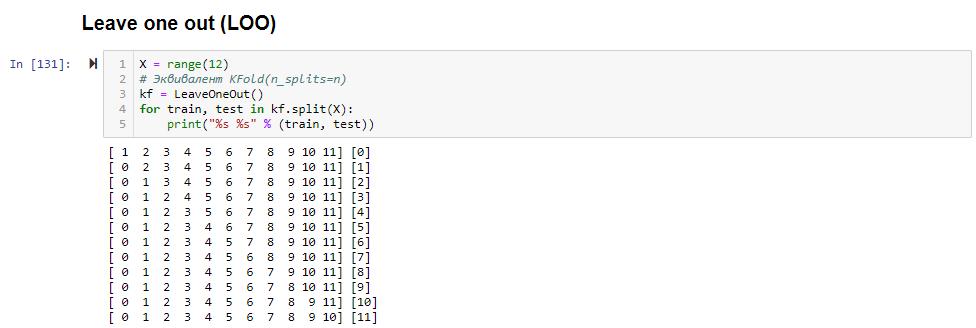 Leave one out (LOO)
In [131]:
1 X = range(12)
2 # Эквивалент KFold(n_splits=n)
3 kf = LeaveOneOut()
4 for train, test in kf.split(X):
5     print("%s %s" % (train, test))
[ 1  2  3  4  5  6  7  8  9 10 11] [0]
[ 0  2  3  4  5  6  7  8  9 10 11] [1]
[ 0  1  3  4  5  6  7  8  9 10 11] [2]
[ 0  1  2  4  5  6  7  8  9 10 11] [3]
[ 0  1  2  3  5  6  7  8  9 10 11] [4]
[ 0  1  2  3  4  6  7  8  9 10 11] [5]
[ 0  1  2  3  4  5  7  8  9 10 11] [6]
[ 0  1  2  3  4  5  6  8  9 10 11] [7]
[ 0  1  2  3  4  5  6  7  9 10 11] [8]
[ 0  1  2  3  4  5  6  7  8 10 11] [9]
[ 0  1  2  3  4  5  6  7  8  9 11] [10]
[ 0  1  2  3  4  5  6  7  8  9 10] [11]